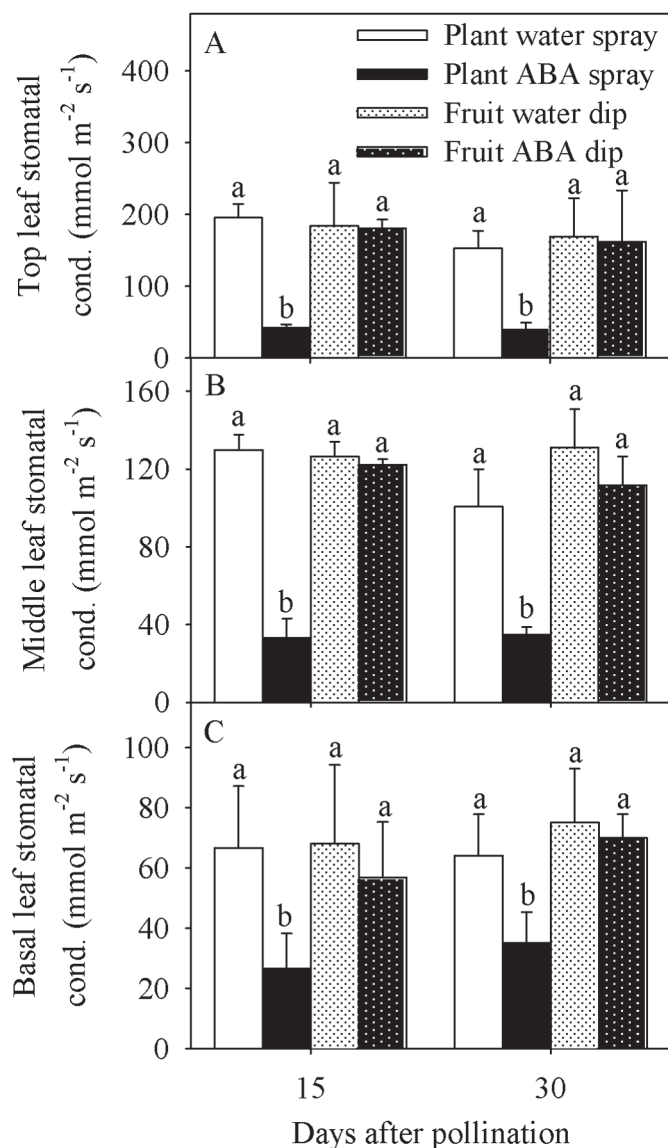 A
Plant water spray
Plant ABA spray
Fruit water dip
Fruit ABA dip
400
300
200
100
0
Top leaf stomatal
cond. (mmol m⁻² s⁻¹)
a
b
a
a
a
b
a
a
B
160
120
80
40
0
Middle leaf stomatal
cond. (mmol m⁻² s⁻¹)
a
b
a
a
a
b
a
a
C
100
80
60
40
20
0
Basal leaf stomatal
cond. (mmol m⁻² s⁻¹)
a
b
a
a
a
b
a
a
15
30
Days after pollination